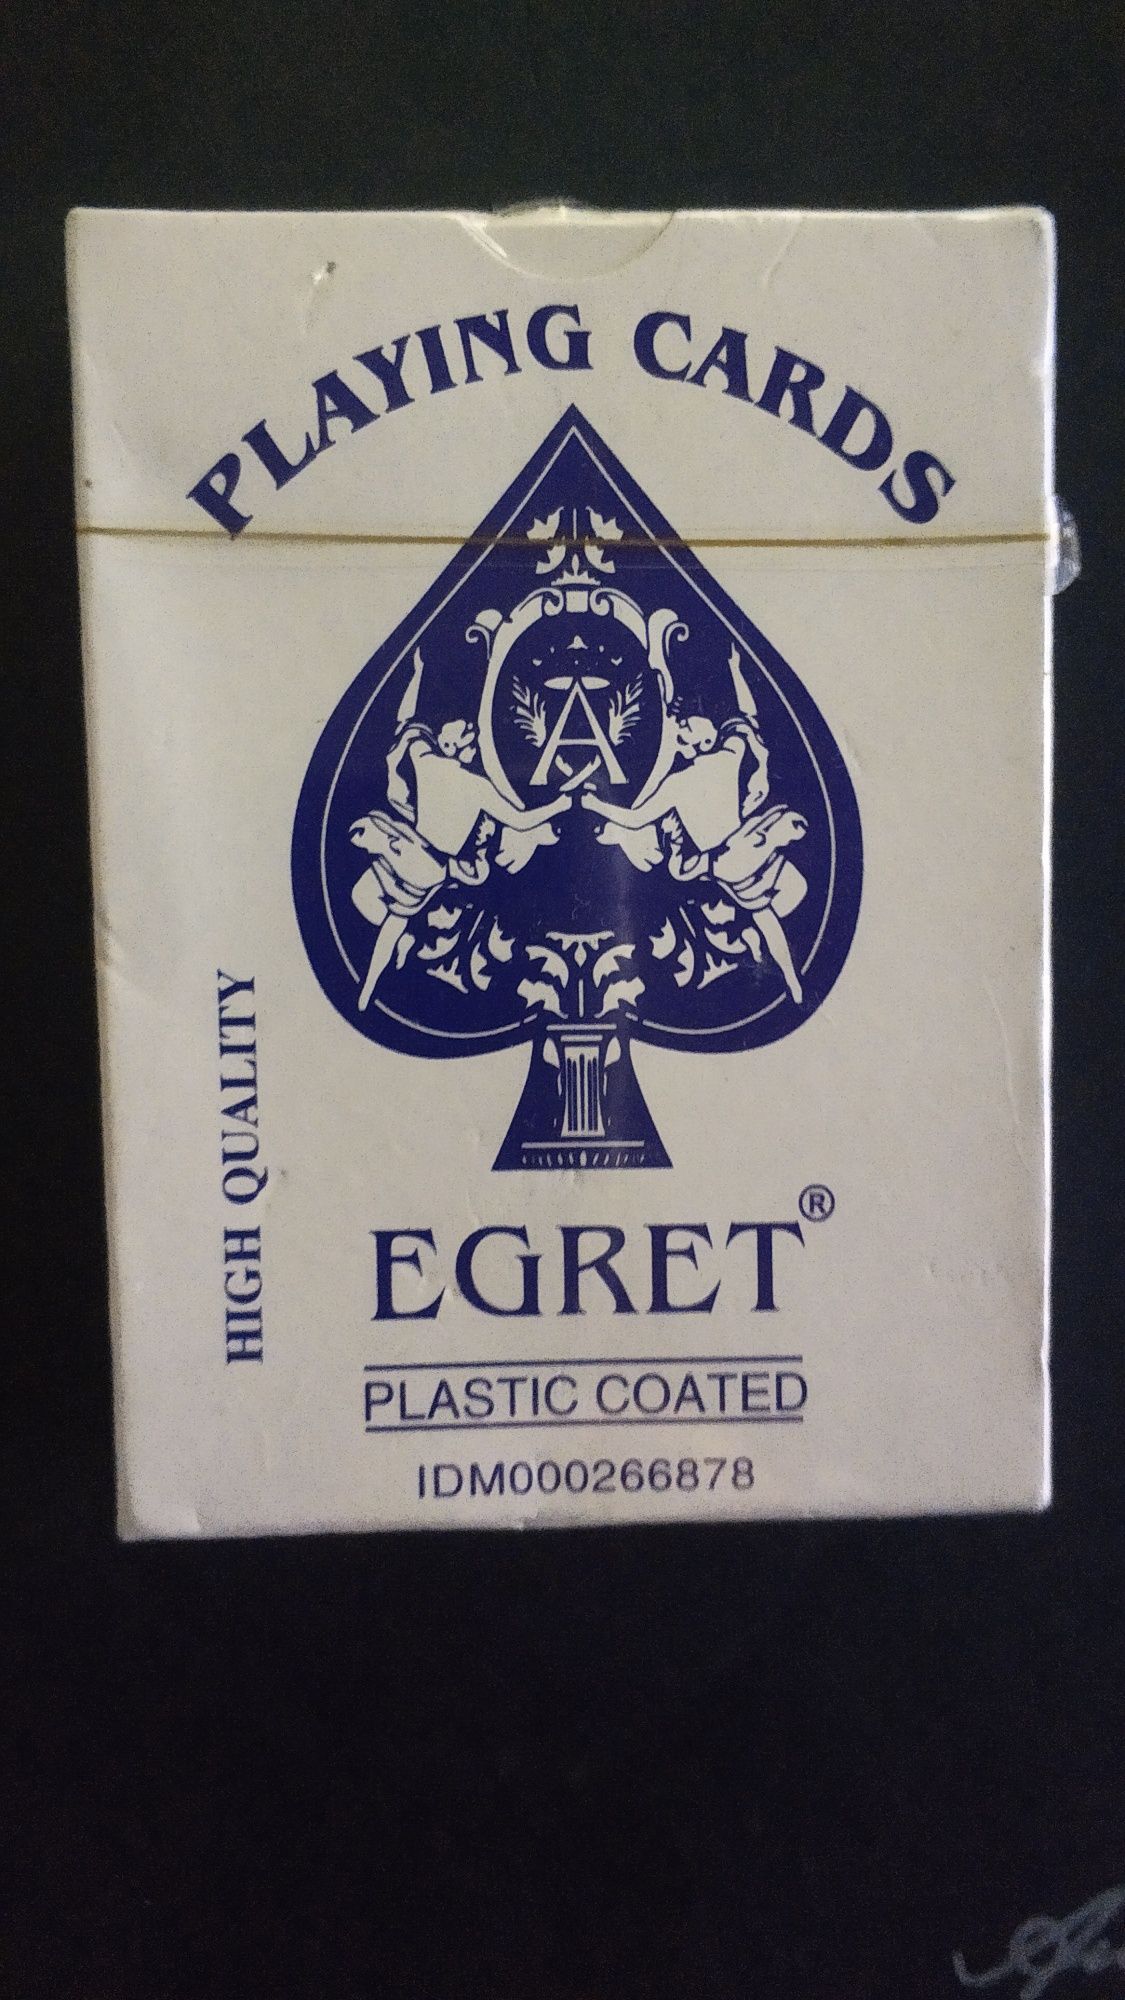 PLAYING CARDS
A
HIGH QUALITY
EGRET®
PLASTIC COATED
IDM000266878